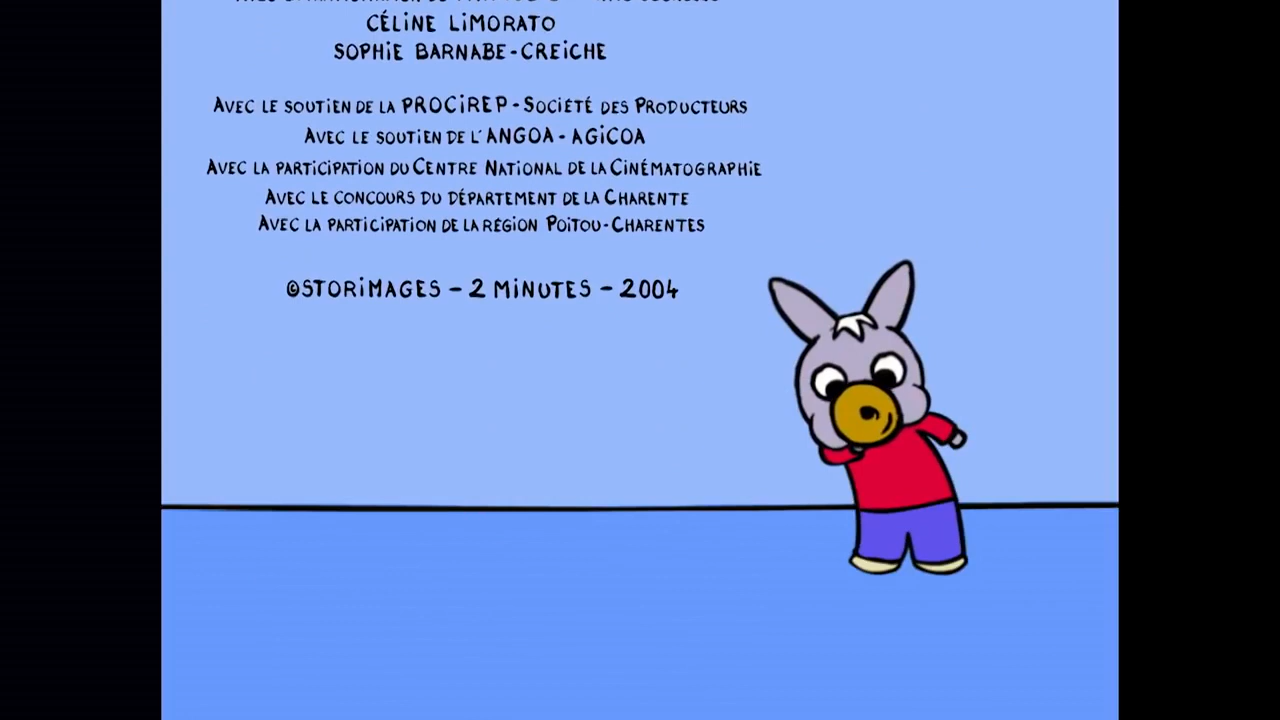 CÉLINE LIMORATO
SOPHIE BARNABE-CREICHE
AVEC LE SOUTIEN DE LA PROCIREP - SOCIÉTÉ DES PRODUCTEURS
AVEC LE SOUTIEN DE L'ANGOA - AGICOA
AVEC LA PARTICIPATION DU CENTRE NATIONAL DE LA CINÉMATOGRAPHIE
AVEC LE CONCOURS DU DÉPARTEMENT DE LA CHARENTE
AVEC LA PARTICIPATION DE LA RÉGION POITOU-CHARENTES
©STORIMAGES - 2 MINUTES - 2004